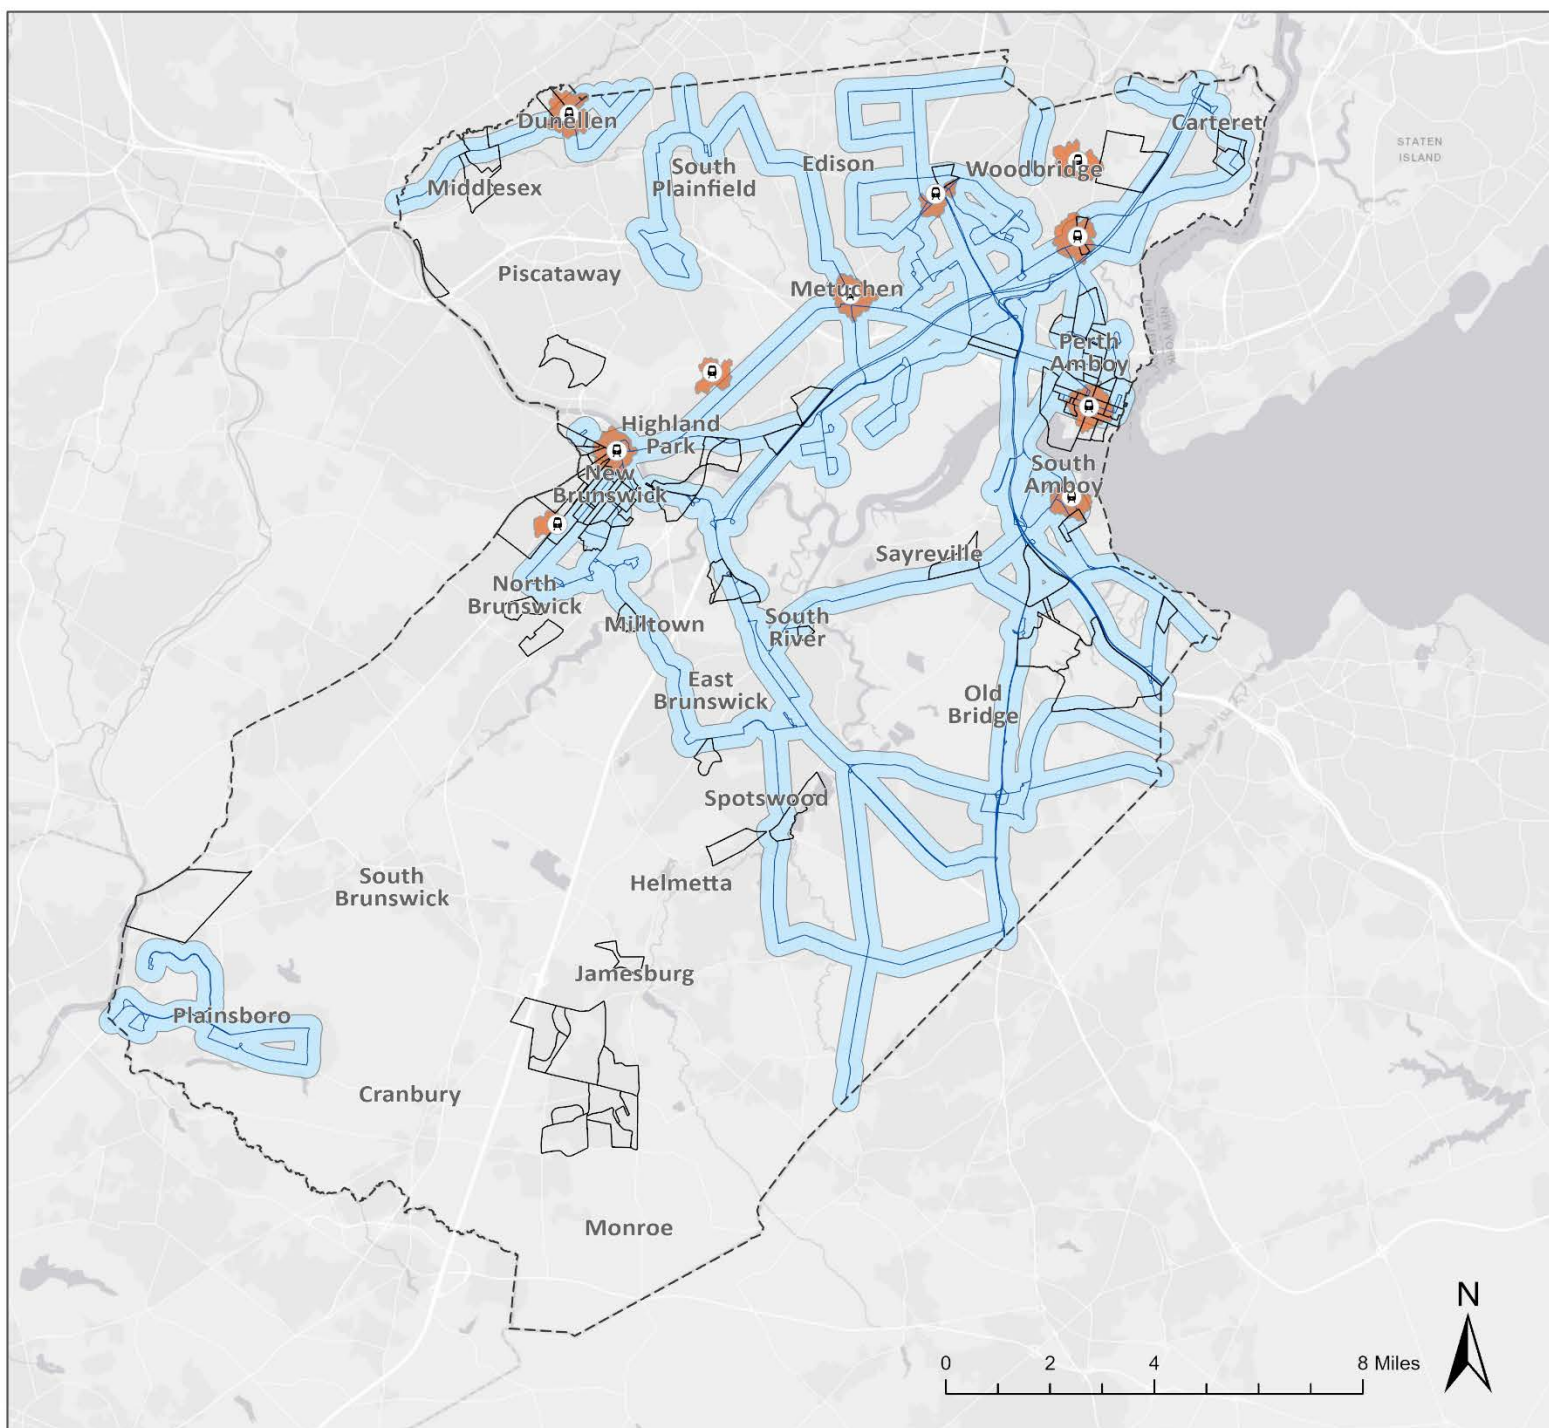 Dunellen
Carteret
STATEN
ISLAND
Middlesex
South
Plainfield
Edison
Woodbridge
Piscataway
Metuchen
Perth
Amboy
Highland
Park
New
Brunswick
South
Amboy
Sayreville
North
Brunswick
Milltown
South
River
East
Brunswick
Old
Bridge
Spotswood
South
Brunswick
Helmetta
Jamesburg
Plainsboro
Cranbury
Monroe
N
0 2 4 8 Miles